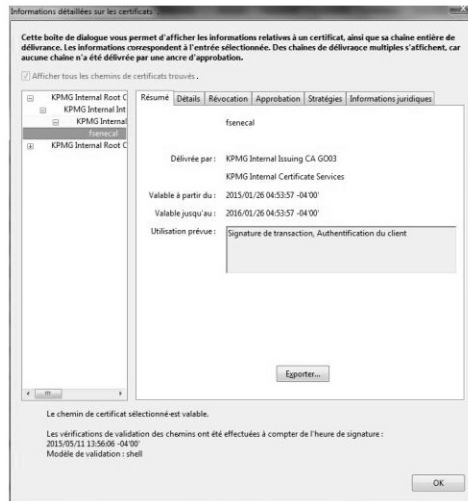 Informations détaillées sur les certificats
Cette boîte de dialogue vous permet d'afficher les informations relatives à un certificat, ainsi que sa chaîne entière de
délivrance. Les informations correspondent à l'entrée sélectionnée. Des chaînes de délivrance multiples s'affichent, car
aucune chaîne n'a été délivrée par une ancre d'approbation.
Afficher tous les chemins de certificats trouvés.
KPMG Internal Root C
KPMG Internal Int
KPMG Internal
fsenecal
KPMG Internal Root C
Résumé Détails Révocation Approbation Stratégies Informations juridiques
fsenecal
Délivrée par : KPMG Internal Issuing CA GO03
KPMG Internal Certificate Services
Valable à partir du : 2015/01/26 04:53:57 -04'00'
Valable jusqu'au : 2016/01/26 04:53:57 -04'00'
Utilisation prévue : Signature de transaction, Authentification du client
Exporter...
Le chemin de certificat sélectionné est valable.
Les vérifications de validation des chemins ont été effectuées à compter de l'heure de signature :
2015/05/11 13:56:06 -04'00'
Modèle de validation : shell
OK